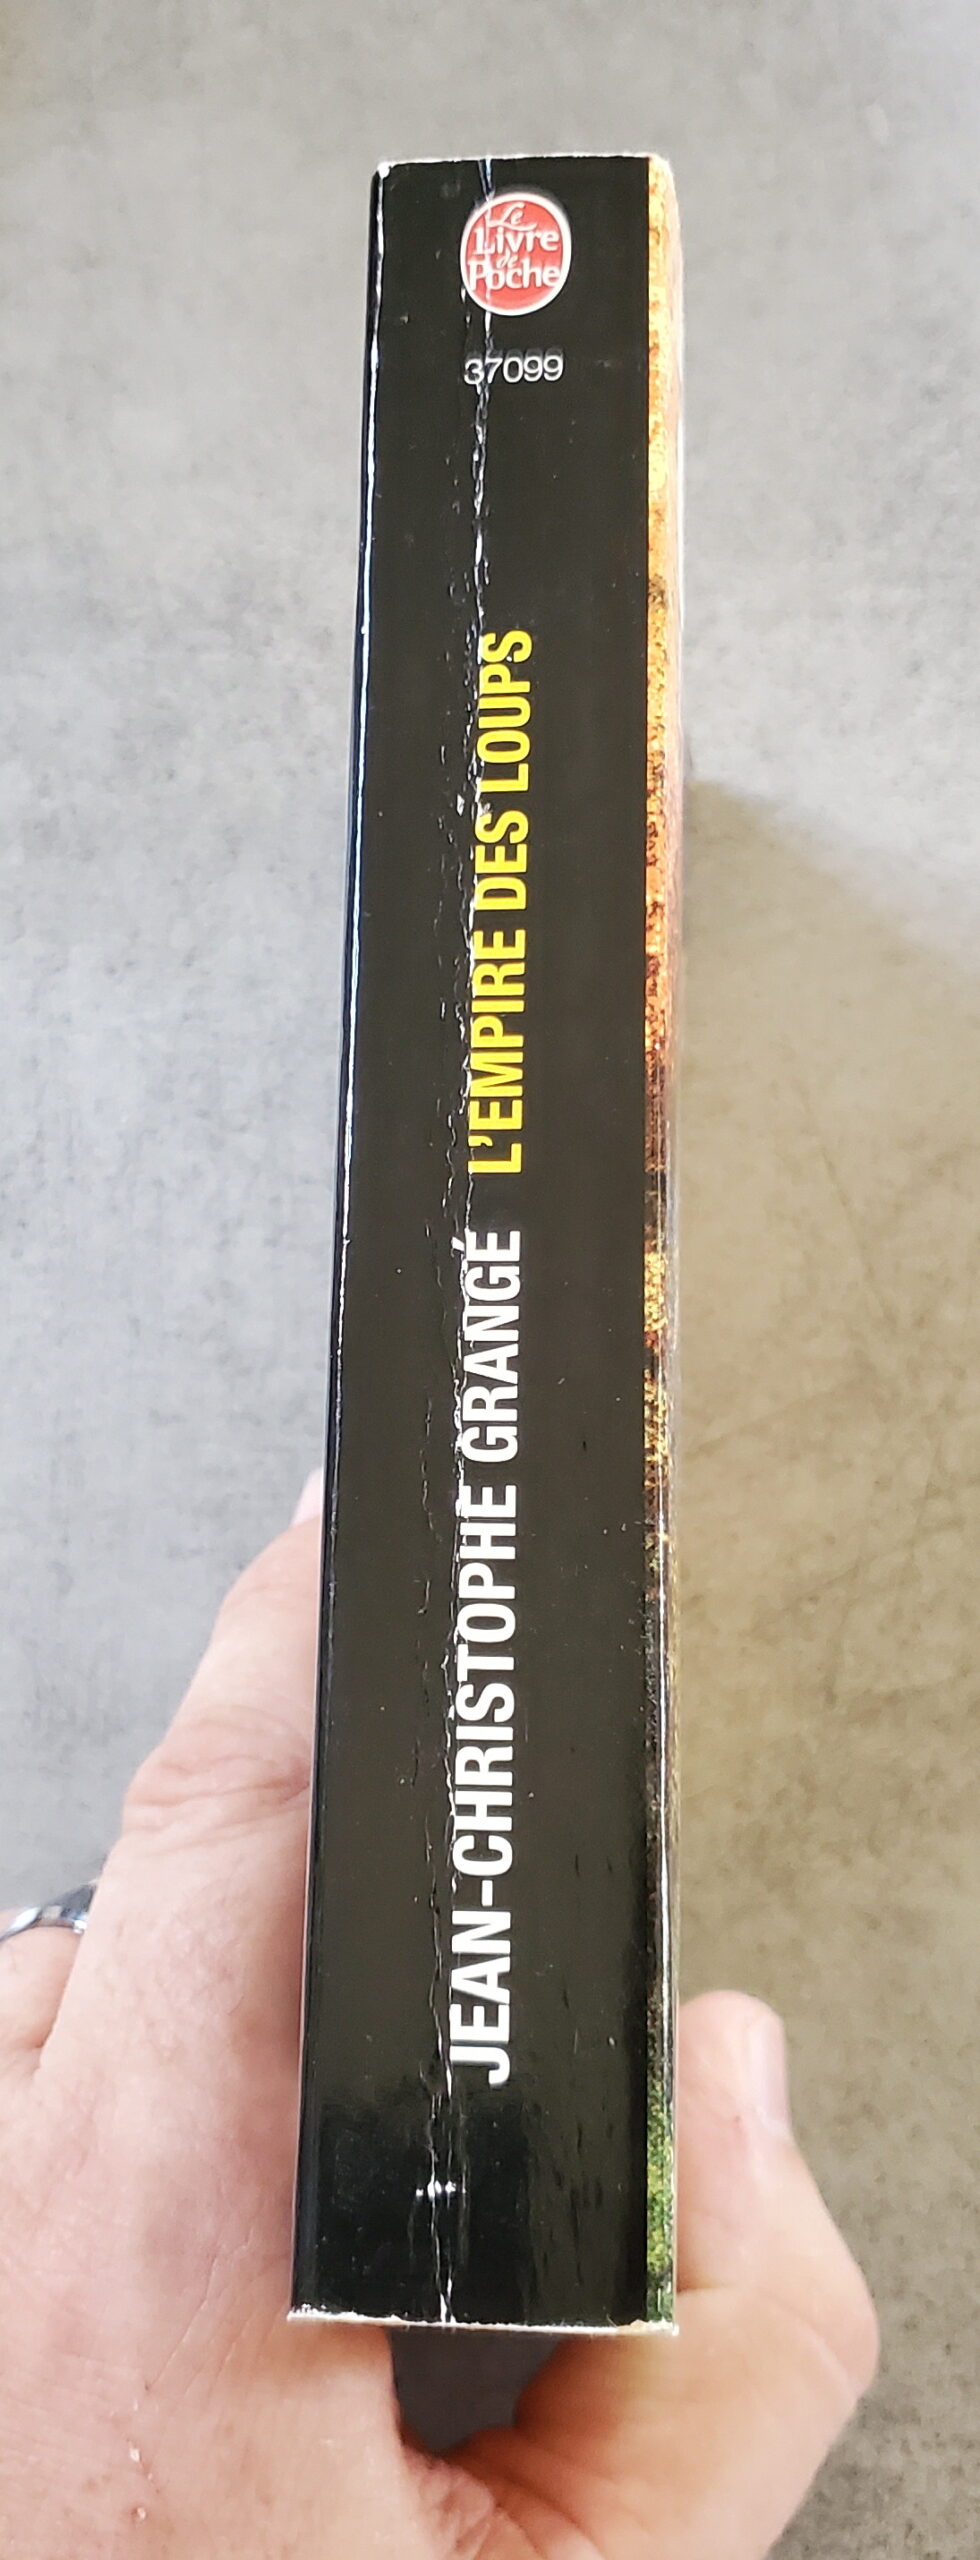 Le
Livre
de
Poche
37099
JEAN-CHRISTOPHE GRANGÉ L'EMPIRE DES LOUPS